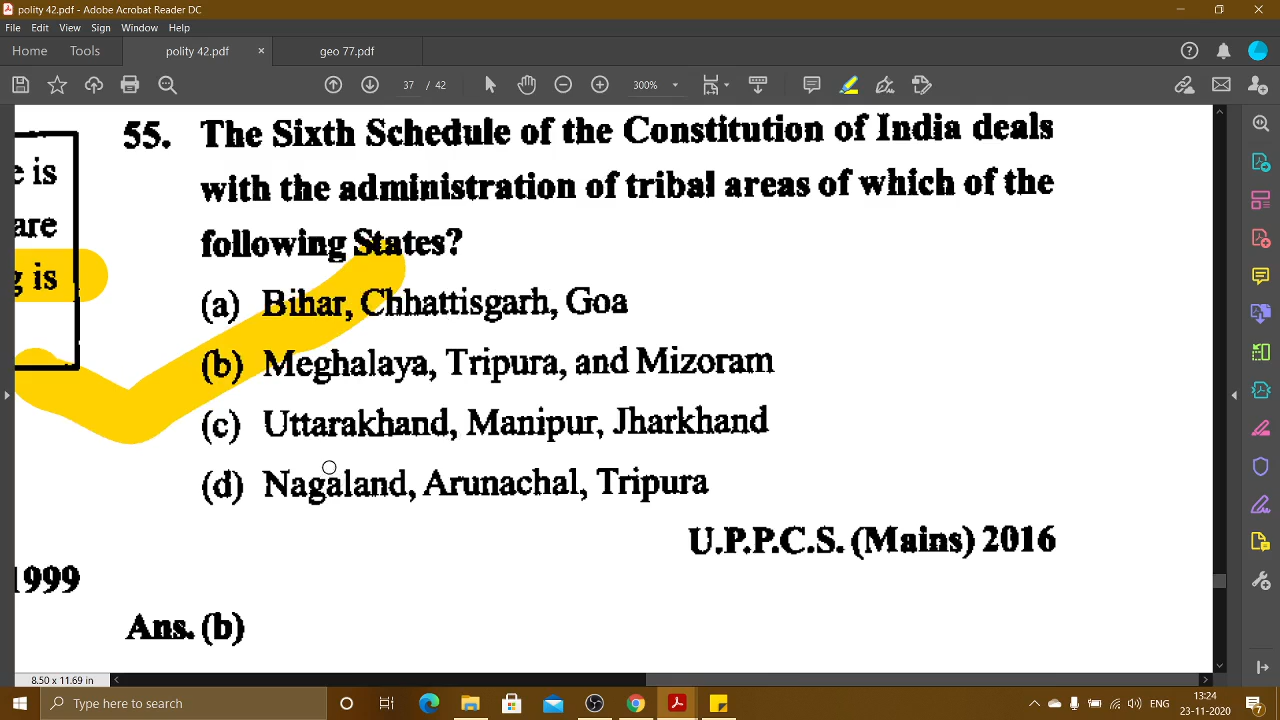 polity 42.pdf - Adobe Acrobat Reader DC
File Edit View Sign Window Help
Home Tools polity 42.pdf × geo 77.pdf
37 / 42 300%
55. The Sixth Schedule of the Constitution of India deals
with the administration of tribal areas of which of the
following States?
(a) Bihar, Chhattisgarh, Goa
(b) Meghalaya, Tripura, and Mizoram
(c) Uttarakhand, Manipur, Jharkhand
(d) Nagaland, Arunachal, Tripura
U.P.P.C.S. (Mains) 2016
Ans. (b)
e is
are
g is
1999
8.50 x 11.69 in
Type here to search
ENG
13:24
23-11-2020
7